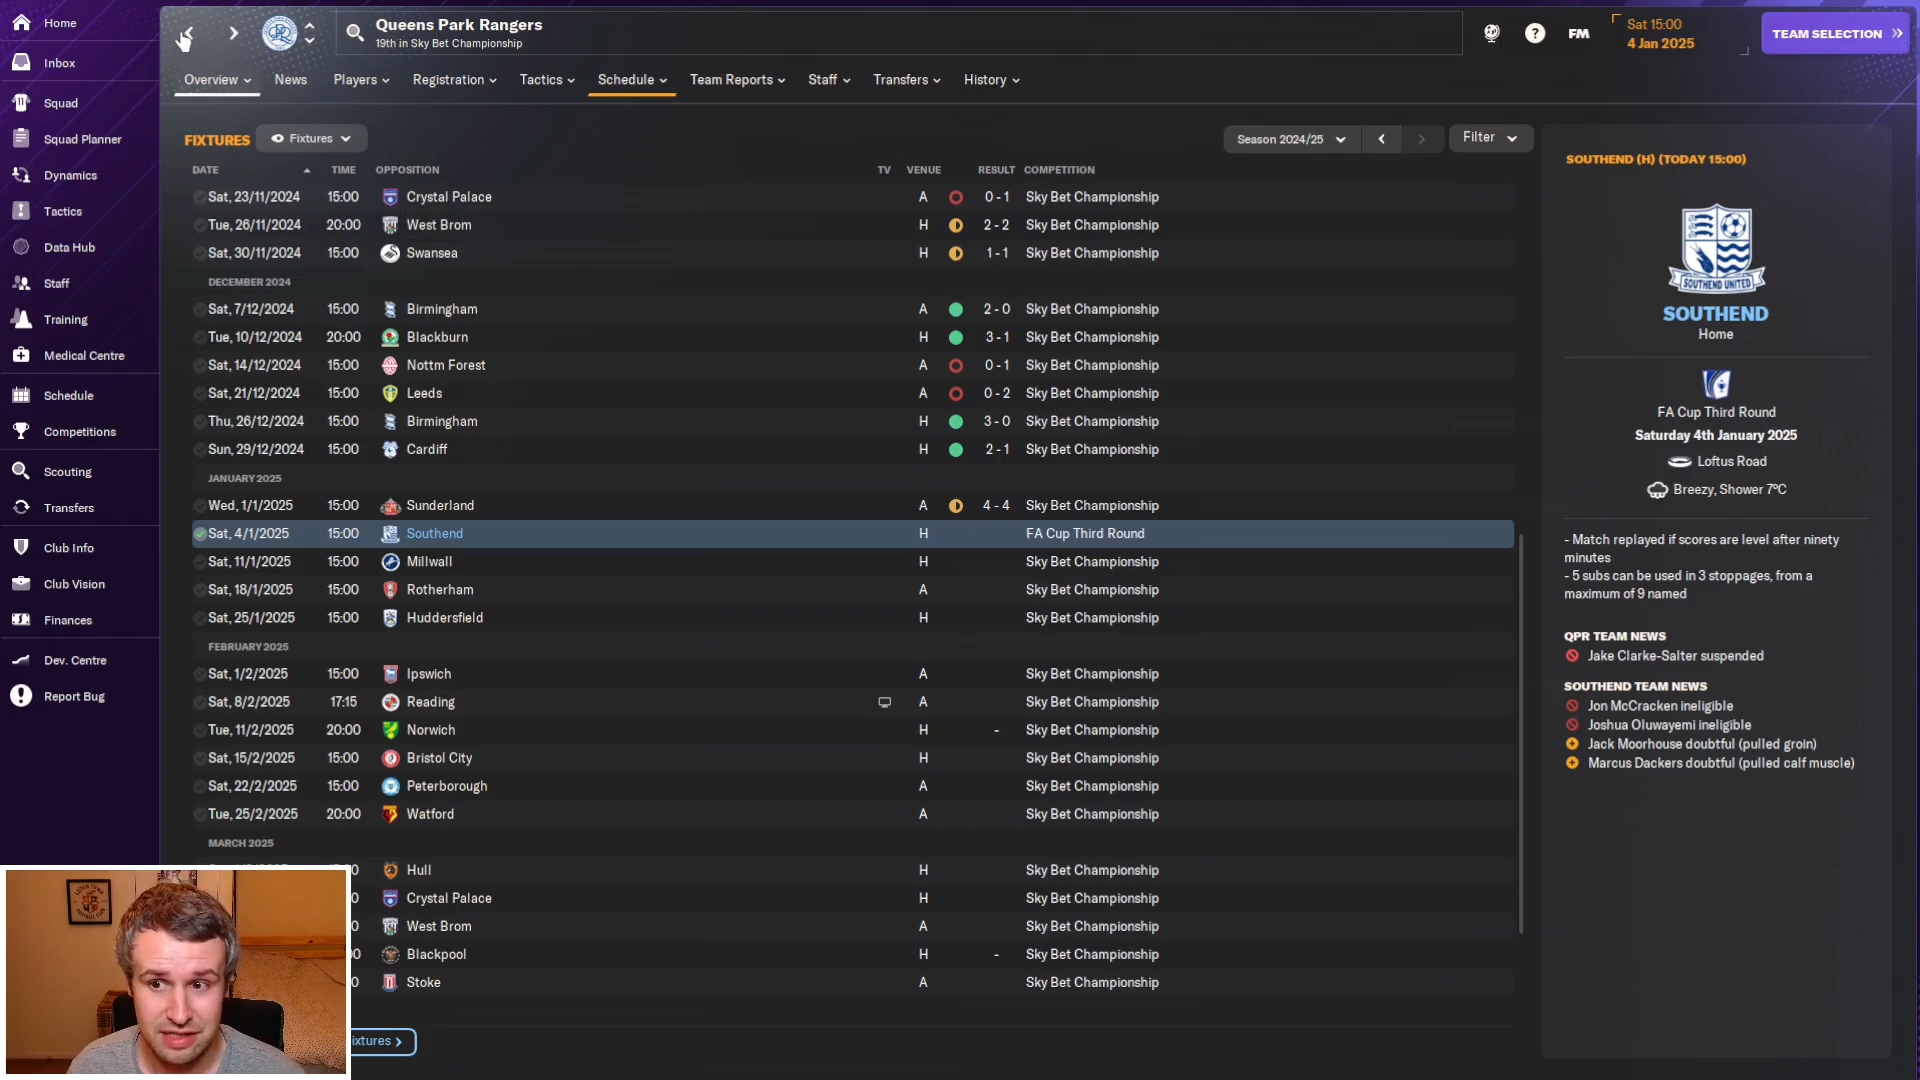 Home
Inbox
Squad
Squad Planner
Dynamics
Tactics
Data Hub
Staff
Training
Medical Centre
Schedule
Competitions
Scouting
Transfers
Club Info
Club Vision
Finances
Dev. Centre
Report Bug
Queens Park Rangers
19th in Sky Bet Championship
FM
Sat 15:00
4 Jan 2025
TEAM SELECTION
Overview News Players Registration Tactics Schedule Team Reports Staff Transfers History
FIXTURES Fixtures Season 2024/25 Filter
DATE TIME OPPOSITION TV VENUE RESULT COMPETITION
Sat, 23/11/2024 15:00 Crystal Palace A 0 - 1 Sky Bet Championship
Tue, 26/11/2024 20:00 West Brom H 2 - 2 Sky Bet Championship
Sat, 30/11/2024 15:00 Swansea H 1 - 1 Sky Bet Championship
DECEMBER 2024
Sat, 7/12/2024 15:00 Birmingham A 2 - 0 Sky Bet Championship
Tue, 10/12/2024 20:00 Blackburn H 3 - 1 Sky Bet Championship
Sat, 14/12/2024 15:00 Nottm Forest A 0 - 1 Sky Bet Championship
Sat, 21/12/2024 15:00 Leeds A 0 - 2 Sky Bet Championship
Thu, 26/12/2024 15:00 Birmingham H 3 - 0 Sky Bet Championship
Sun, 29/12/2024 15:00 Cardiff H 2 - 1 Sky Bet Championship
JANUARY 2025
Wed, 1/1/2025 15:00 Sunderland A 4 - 4 Sky Bet Championship
Sat, 4/1/2025 15:00 Southend H FA Cup Third Round
Sat, 11/1/2025 15:00 Millwall H Sky Bet Championship
Sat, 18/1/2025 15:00 Rotherham A Sky Bet Championship
Sat, 25/1/2025 15:00 Huddersfield H Sky Bet Championship
FEBRUARY 2025
Sat, 1/2/2025 15:00 Ipswich A Sky Bet Championship
Sat, 8/2/2025 17:15 Reading A Sky Bet Championship
Tue, 11/2/2025 20:00 Norwich H - Sky Bet Championship
Sat, 15/2/2025 15:00 Bristol City H Sky Bet Championship
Sat, 22/2/2025 15:00 Peterborough A Sky Bet Championship
Tue, 25/2/2025 20:00 Watford A Sky Bet Championship
MARCH 2025
Hull H Sky Bet Championship
Crystal Palace H Sky Bet Championship
West Brom A Sky Bet Championship
Blackpool H - Sky Bet Championship
Stoke A Sky Bet Championship
ixtures
SOUTHEND (H) (TODAY 15:00)
SOUTHEND UNITED
SOUTHEND
Home
FA Cup Third Round
Saturday 4th January 2025
Loftus Road
Breezy, Shower 7ºC
- Match replayed if scores are level after ninety
minutes
- 5 subs can be used in 3 stoppages, from a
maximum of 9 named
QPR TEAM NEWS
Jake Clarke-Salter suspended
SOUTHEND TEAM NEWS
Jon McCracken ineligible
Joshua Oluwayemi ineligible
Jack Moorhouse doubtful (pulled groin)
Marcus Dackers doubtful (pulled calf muscle)